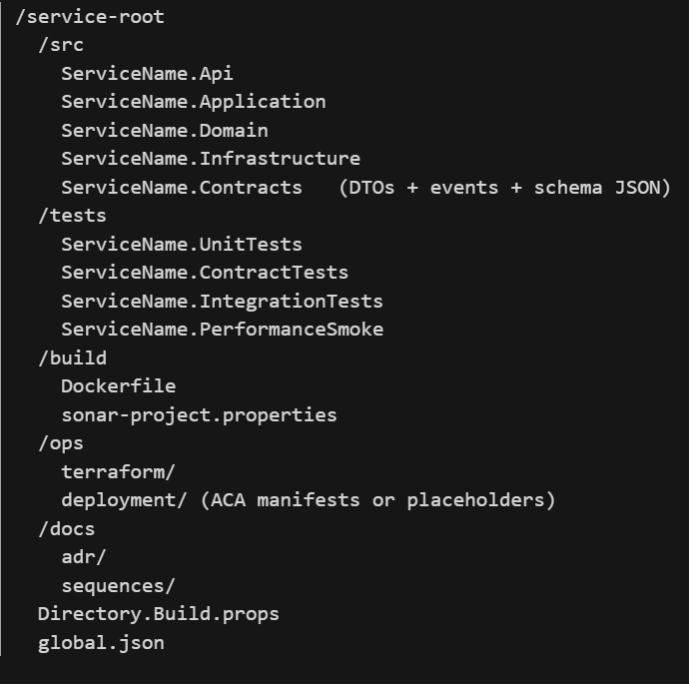 /service-root
  /src
    ServiceName.Api
    ServiceName.Application
    ServiceName.Domain
    ServiceName.Infrastructure
    ServiceName.Contracts   (DTOs + events + schema JSON)
  /tests
    ServiceName.UnitTests
    ServiceName.ContractTests
    ServiceName.IntegrationTests
    ServiceName.PerformanceSmoke
  /build
    Dockerfile
    sonar-project.properties
  /ops
    terraform/
    deployment/ (ACA manifests or placeholders)
  /docs
    adr/
    sequences/
  Directory.Build.props
  global.json